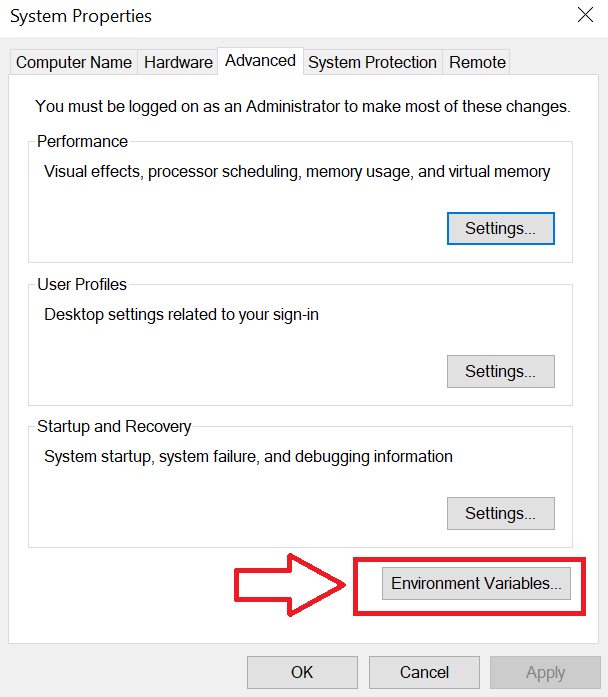 System Properties
Computer Name Hardware Advanced System Protection Remote
You must be logged on as an Administrator to make most of these changes.
Performance
Visual effects, processor scheduling, memory usage, and virtual memory
Settings...
User Profiles
Desktop settings related to your sign-in
Settings...
Startup and Recovery
System startup, system failure, and debugging information
Settings...
Environment Variables...
OK Cancel Apply